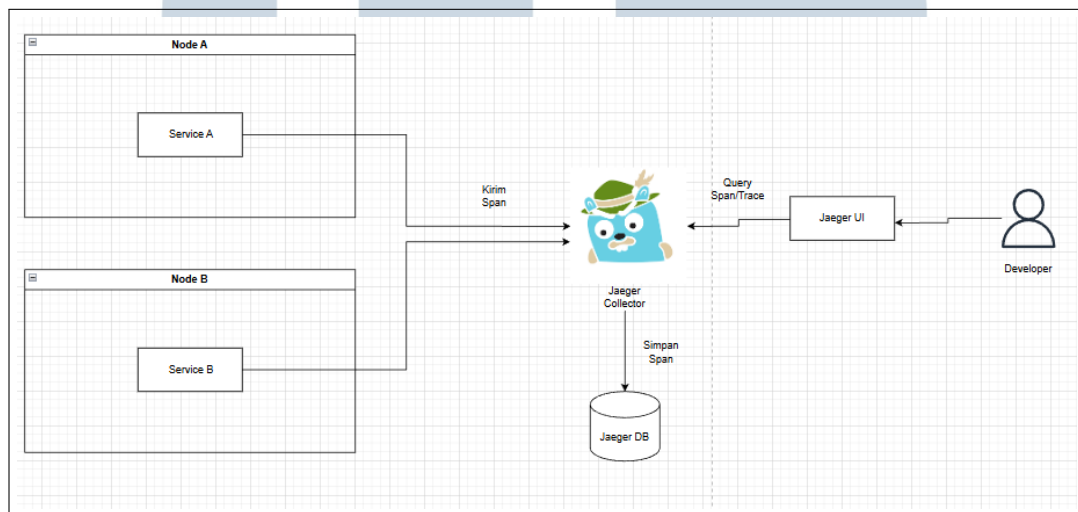 Node A
Service A
Kirim
Span
Query
Span/Trace
Jaeger UI
Developer
Node B
Service B
Jaeger
Collector
Simpan
Span
Jaeger DB